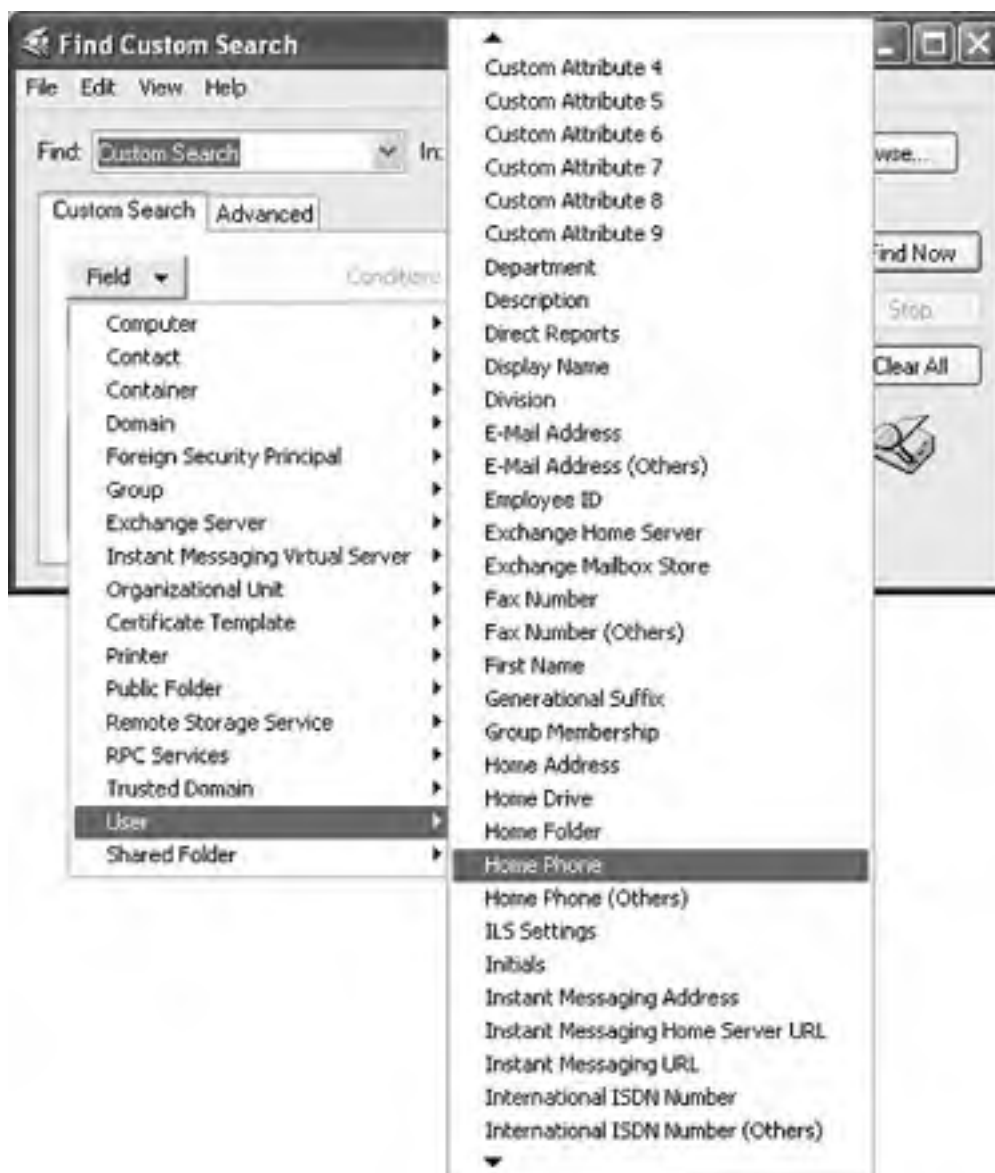 Find Custom Search
File Edit View Help
Find: Custom Search In:
wse...
Custom Search Advanced
Find Now
Field Condition
Stop
Clear All
Computer
Contact
Container
Domain
Foreign Security Principal
Group
Exchange Server
Instant Messaging Virtual Server
Organizational Unit
Certificate Template
Printer
Public Folder
Remote Storage Service
RPC Services
Trusted Domain
User
Shared Folder
Custom Attribute 4
Custom Attribute 5
Custom Attribute 6
Custom Attribute 7
Custom Attribute 8
Custom Attribute 9
Department
Description
Direct Reports
Display Name
Division
E-Mail Address
E-Mail Address (Others)
Employee ID
Exchange Home Server
Exchange Mailbox Store
Fax Number
Fax Number (Others)
First Name
Generational Suffix
Group Membership
Home Address
Home Drive
Home Folder
Home Phone
Home Phone (Others)
ILS Settings
Initials
Instant Messaging Address
Instant Messaging Home Server URL
Instant Messaging URL
International ISDN Number
International ISDN Number (Others)